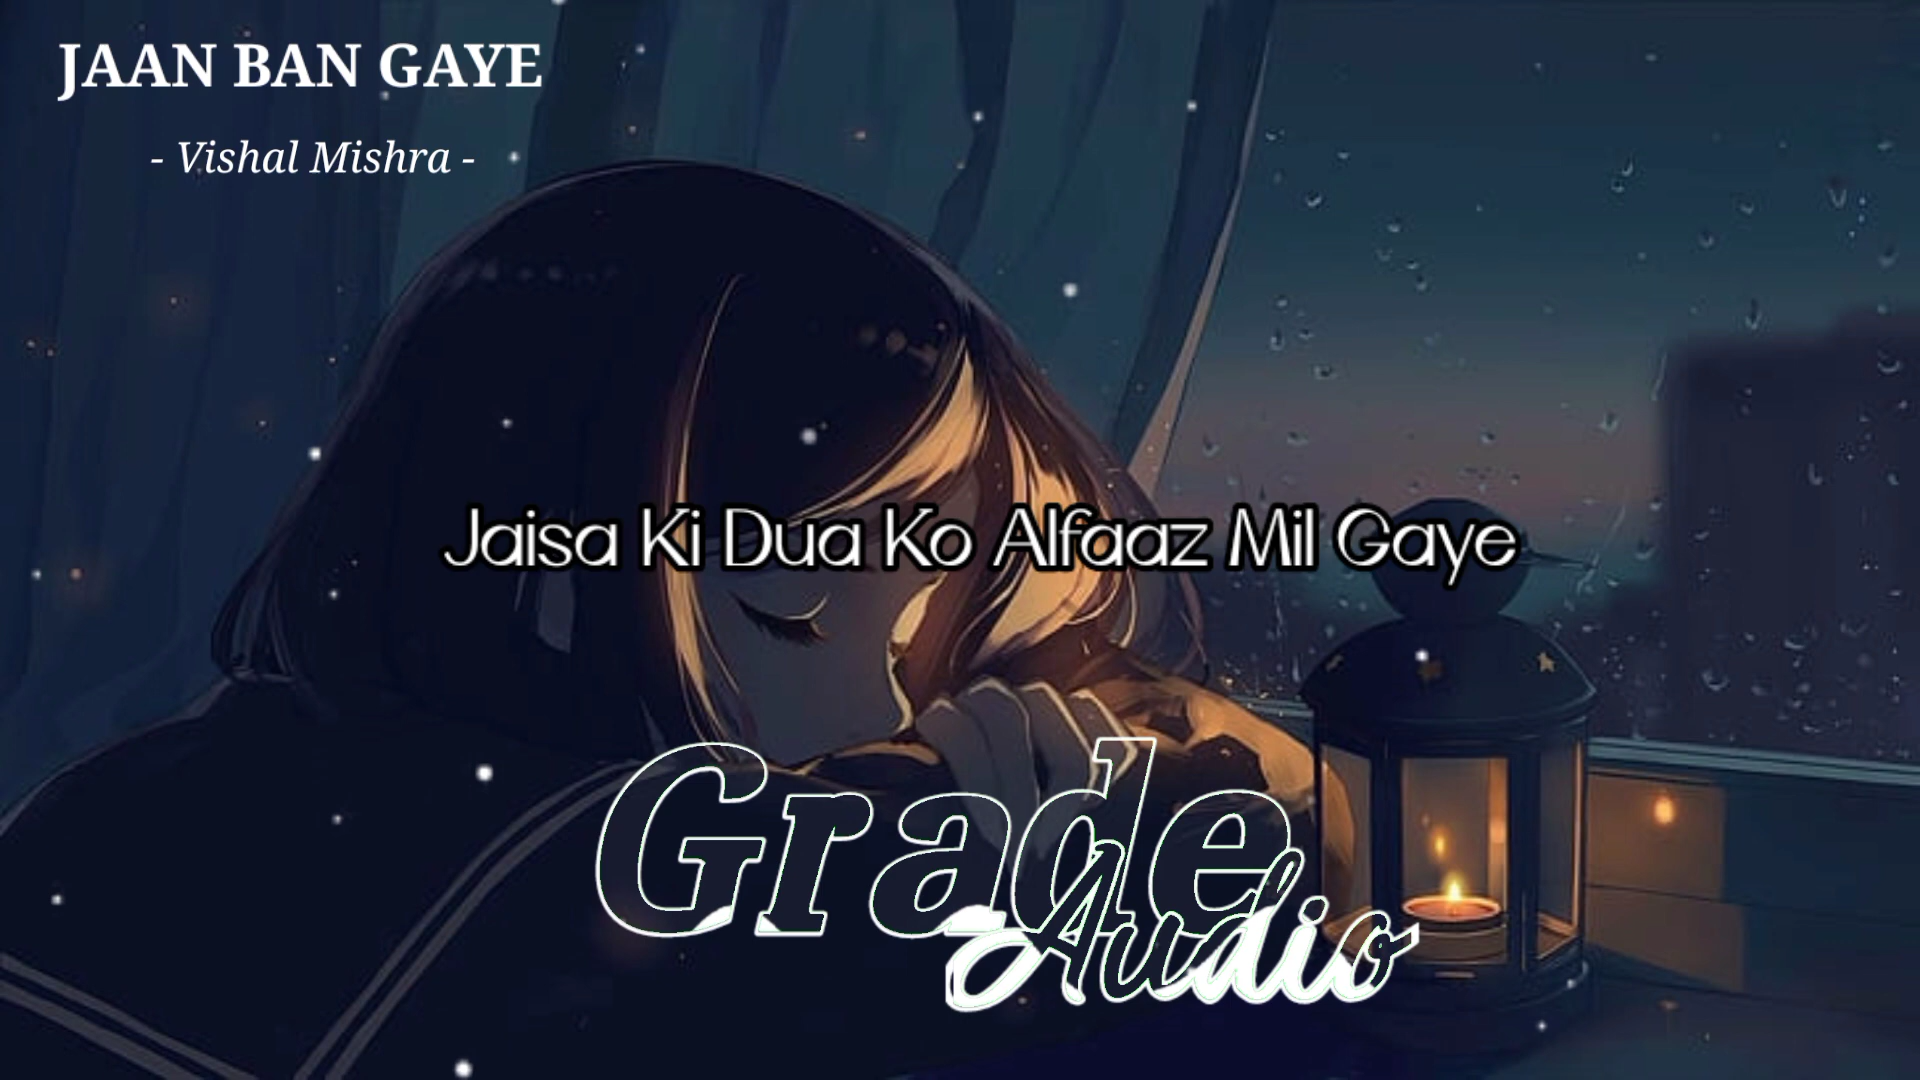 JAAN BAN GAYE
- Vishal Mishra -
Jaisa Ki Dua Ko Alfaaz Mil Gaye
Grade
Audio